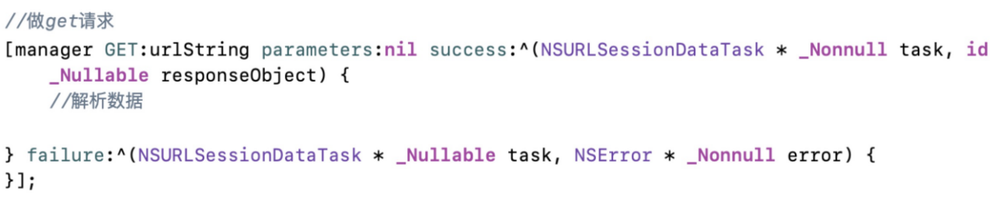 //做get请求
[manager GET:urlString parameters:nil success:^(NSURLSessionDataTask * _Nonnull task, id
_Nullable responseObject) {
//解析数据
} failure:^(NSURLSessionDataTask * _Nullable task, NSError * _Nonnull error) {
}];